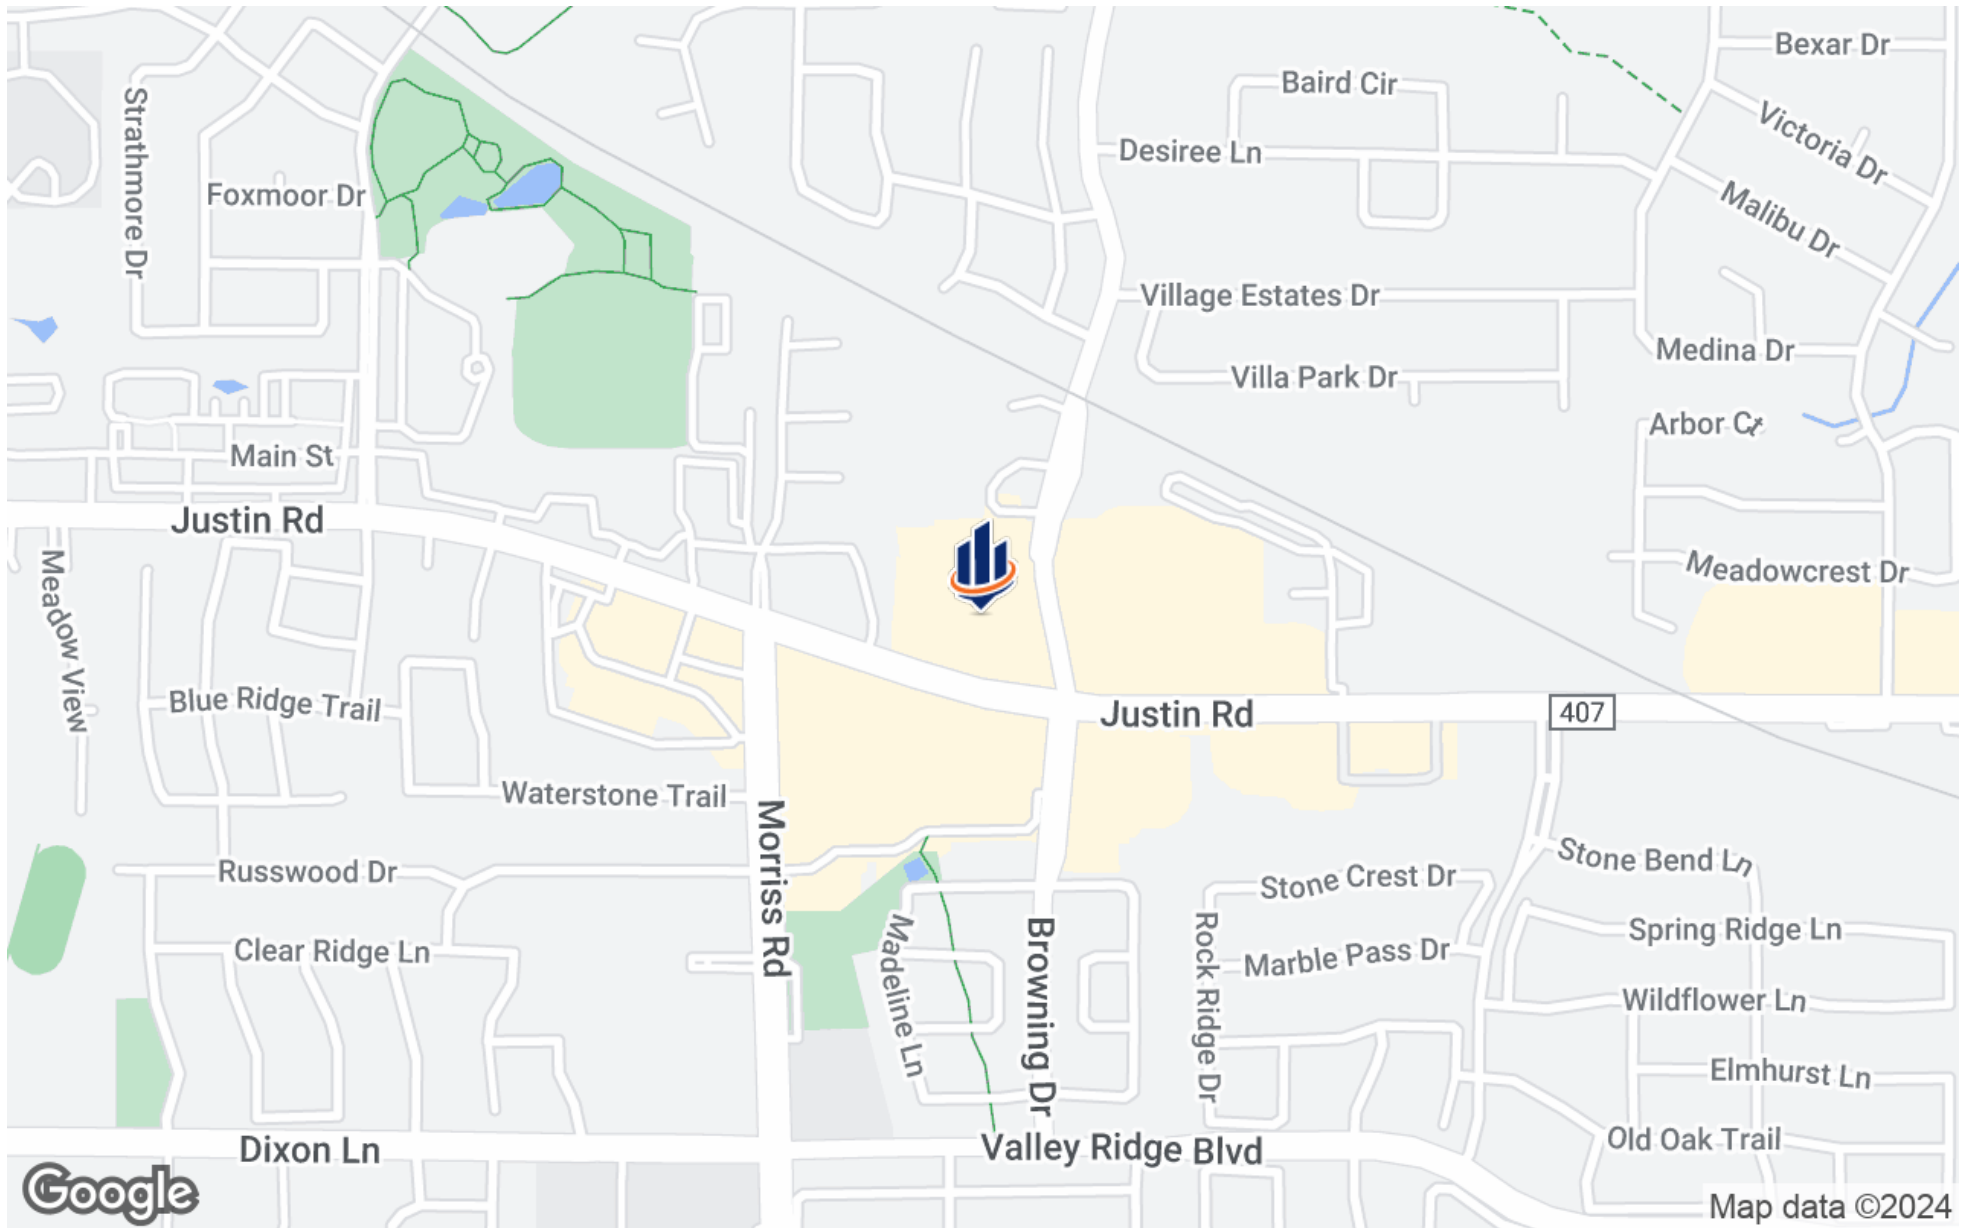 Bexar Dr
Baird Cir
Strathmore Dr
Victoria Dr
Desiree Ln
Foxmoor Dr
Malibu Dr
Village Estates Dr
Medina Dr
Villa Park Dr
Arbor Ct
Main St
Justin Rd
Meadow View
Meadowcrest Dr
Blue Ridge Trail
Justin Rd
407
Waterstone Trail
Morriss Rd
Russwood Dr
Stone Bend Ln
Stone Crest Dr
Madeline Ln
Browning Dr
Rock Ridge Dr
Spring Ridge Ln
Clear Ridge Ln
Marble Pass Dr
Wildflower Ln
Elmhurst Ln
Dixon Ln
Valley Ridge Blvd
Old Oak Trail
Google
Map data ©2024